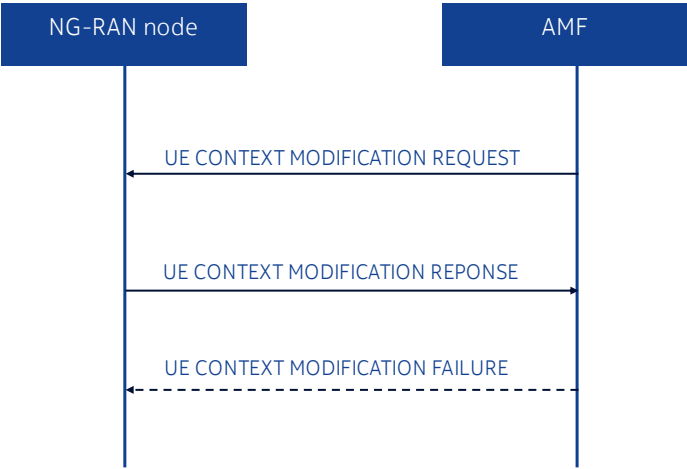 NG-RAN node
AMF
UE CONTEXT MODIFICATION REQUEST
UE CONTEXT MODIFICATION REPONSE
UE CONTEXT MODIFICATION FAILURE